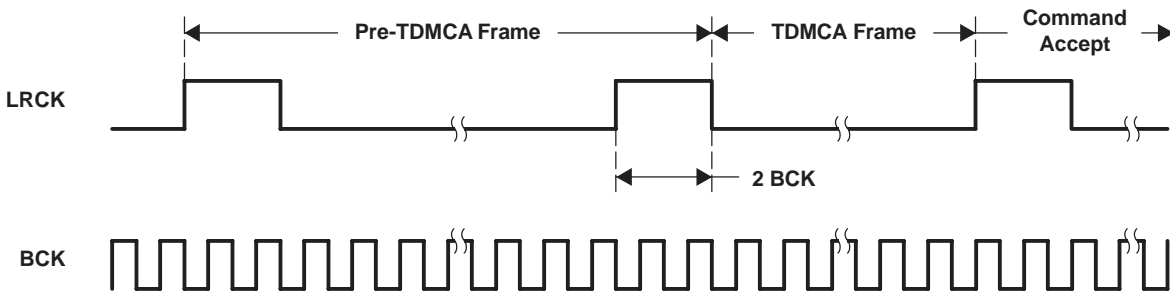 Pre-TDMCA Frame
TDMCA Frame
Command
Accept
LRCK
2 BCK
BCK